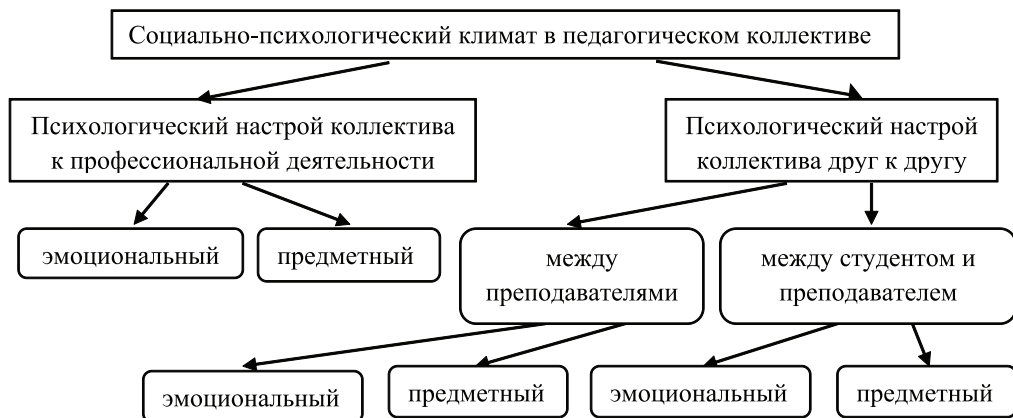 Социально-психологический климат в педагогическом коллективе
Психологический настрой коллектива
к профессиональной деятельности
Психологический настрой
коллектива друг к другу
эмоциональный
предметный
между
преподавателями
между студентом и
преподавателем
эмоциональный
предметный
эмоциональный
предметный